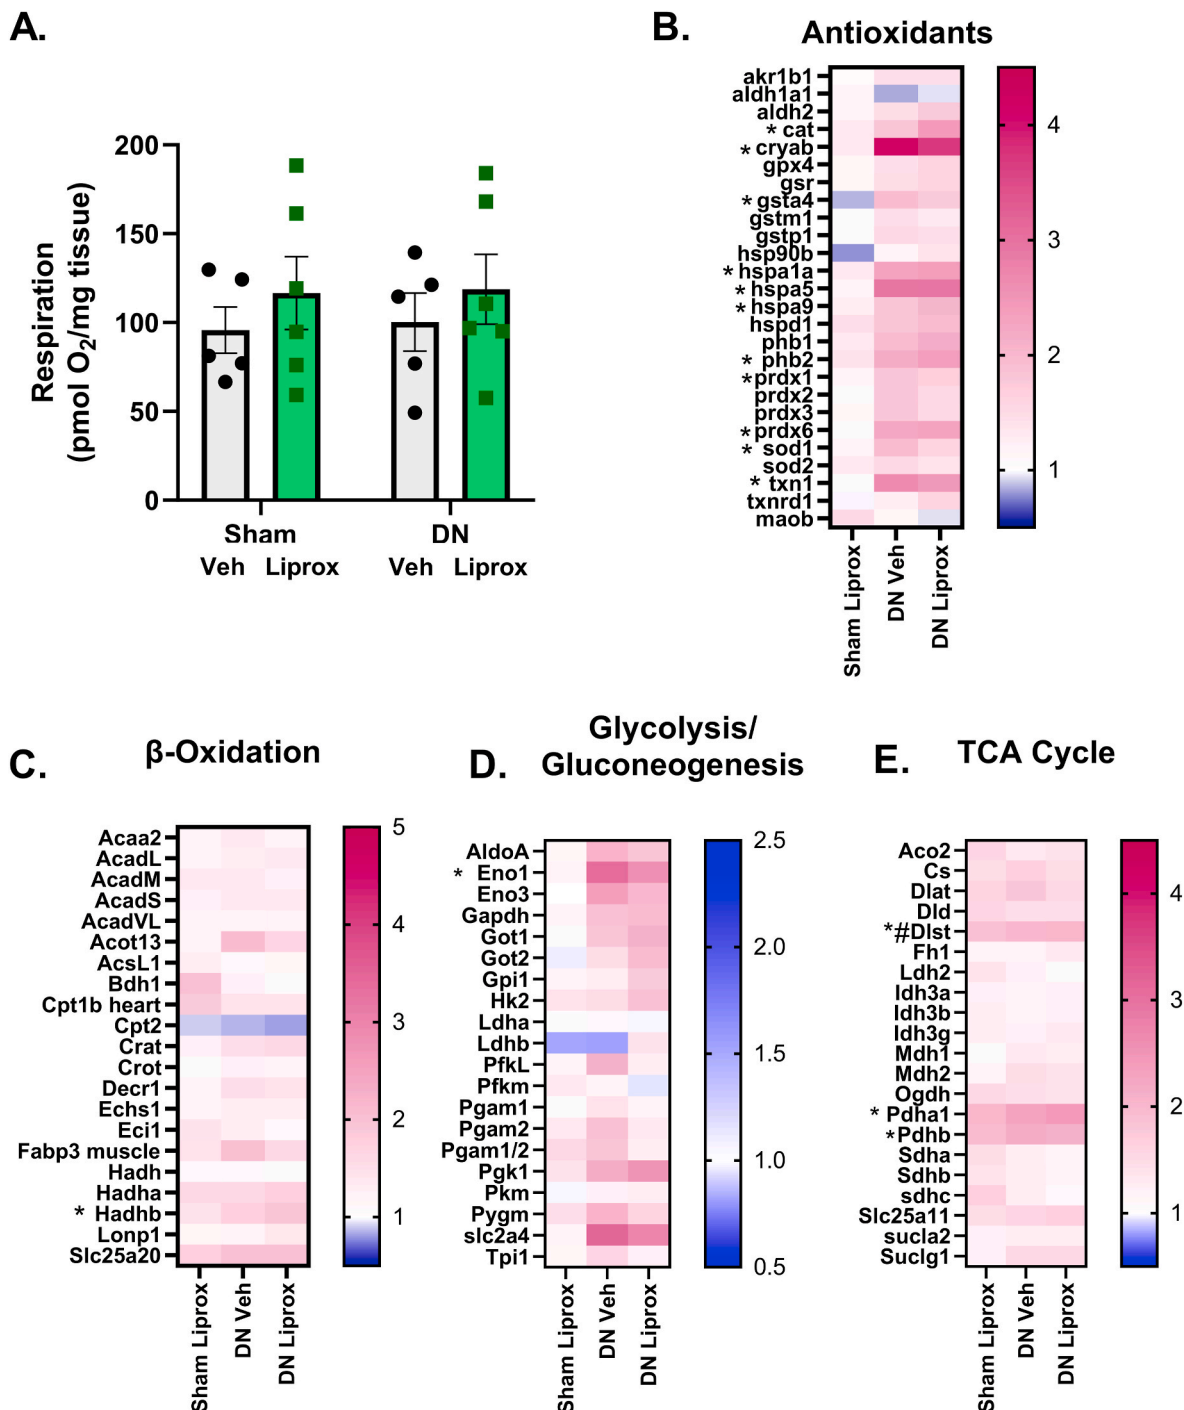 A.
200
150
100
50
0
Respiration
(pmol O2/mg tissue)
Sham
DN
Veh Liprox
Veh Liprox
B.
Antioxidants
akr1b1
aldh1a1
aldh2
* cat
* cryab
gpx4
gsr
* gsta4
gstm1
gstp1
hsp90b
* hspa1a
* hspa5
* hspa9
hspd1
phb1
* phb2
* prdx1
prdx2
prdx3
* prdx6
* sod1
sod2
* txn1
txnrd1
maob
4
3
2
1
Sham Liprox
DN Veh
DN Liprox
C.
β-Oxidation
Acaa2
AcadL
AcadM
AcadS
AcadVL
Acot13
AcsL1
Bdh1
Cpt1b heart
Cpt2
Crat
Crot
Decr1
Echs1
Eci1
Fabp3 muscle
Hadh
Hadha
* Hadhb
Lonp1
Slc25a20
5
4
3
2
1
Sham Liprox
DN Veh
DN Liprox
D.
Glycolysis/
Gluconeogenesis
AldoA
* Eno1
Eno3
Gapdh
Got1
Got2
Gpi1
Hk2
Ldha
Ldhb
PfkL
Pfkm
Pgam1
Pgam2
Pgam1/2
Pgk1
Pkm
Pygm
slc2a4
Tpi1
2.5
2.0
1.5
1.0
0.5
Sham Liprox
DN Veh
DN Liprox
E.
TCA Cycle
Aco2
Cs
Dlat
Dld
*#Dlst
Fh1
Ldh2
Idh3a
Idh3b
Idh3g
Mdh1
Mdh2
Ogdh
* Pdha1
*Pdhb
Sdha
Sdhb
sdhc
Slc25a11
sucla2
Suclg1
4
3
2
1
Sham Liprox
DN Veh
DN Liprox